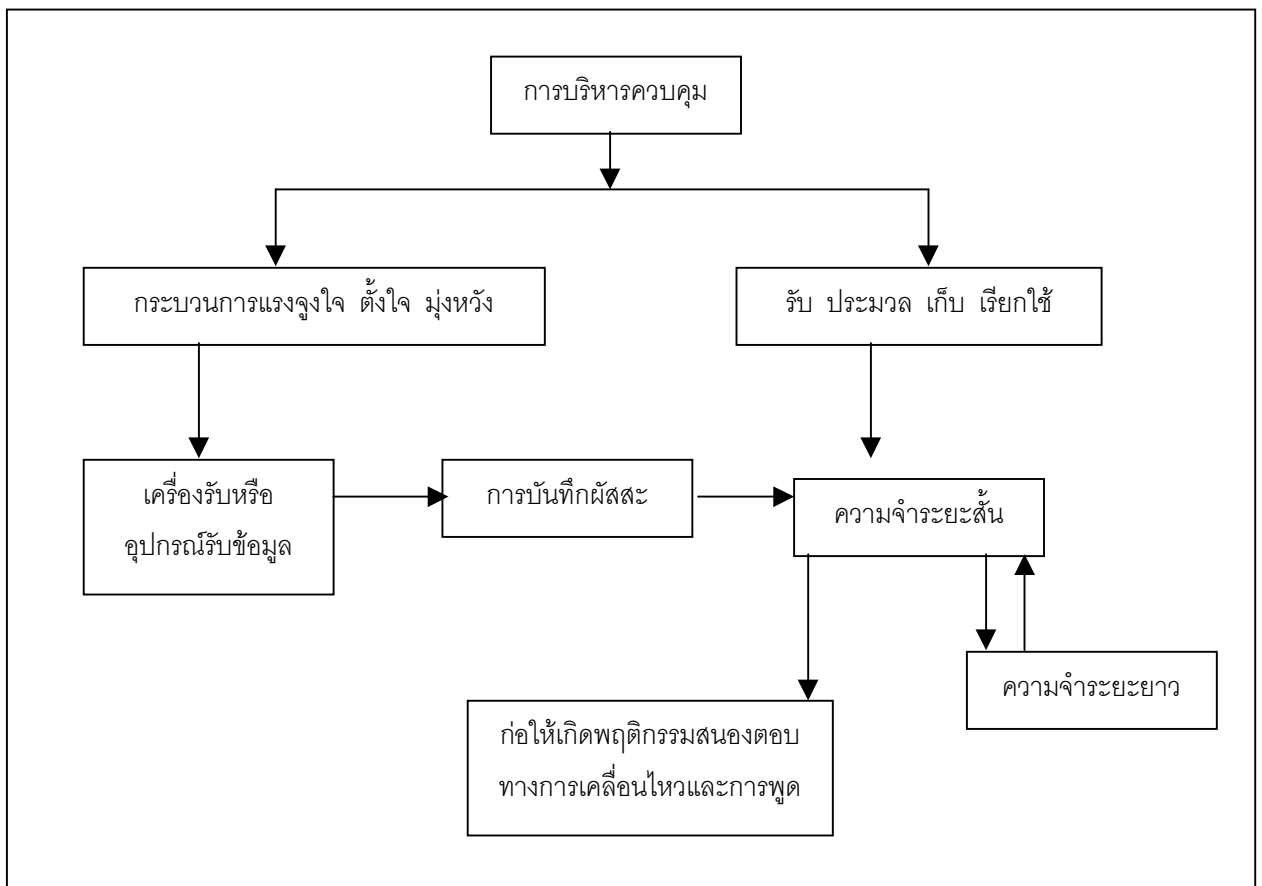 การบริหารควบคุม
กระบวนการแรงจูงใจ ตั้งใจ มุ่งหวัง
รับ ประมวล เก็บ เรียกใช้
เครื่องรับหรือ
อุปกรณ์รับข้อมูล
การบันทึกผัสสะ
ความจำระยะสั้น
ความจำระยะยาว
ก่อให้เกิดพฤติกรรมสนองตอบ
ทางการเคลื่อนไหวและการพูด